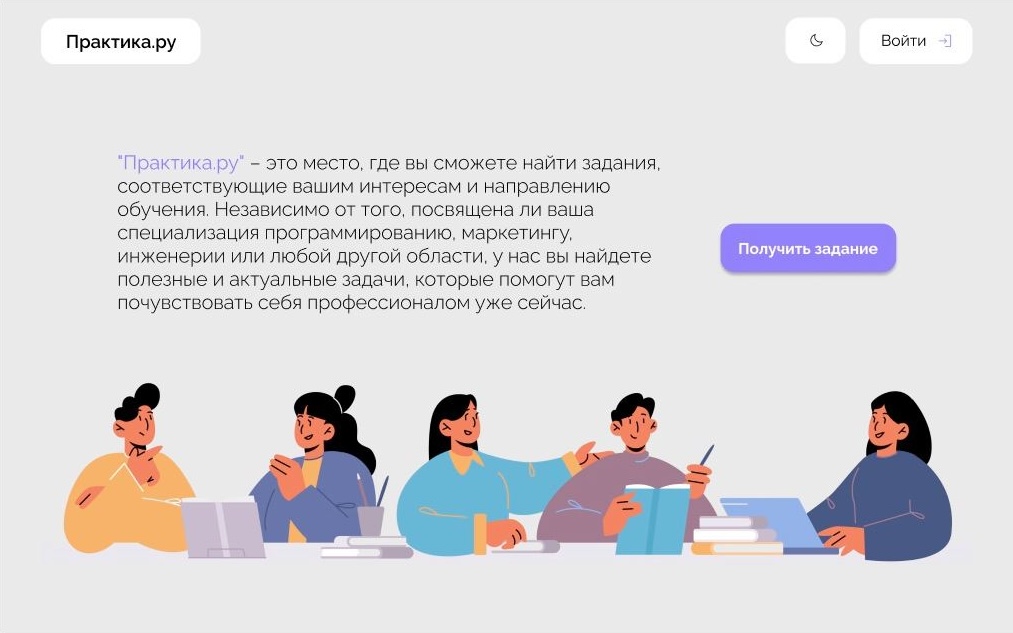 Практика.ру
Войти
"Практика.ру" – это место, где вы сможете найти задания,
соответствующие вашим интересам и направлению
обучения. Независимо от того, посвящена ли ваша
специализация программированию, маркетингу,
инженерии или любой другой области, у нас вы найдете
полезные и актуальные задачи, которые помогут вам
почувствовать себя профессионалом уже сейчас.
Получить задание